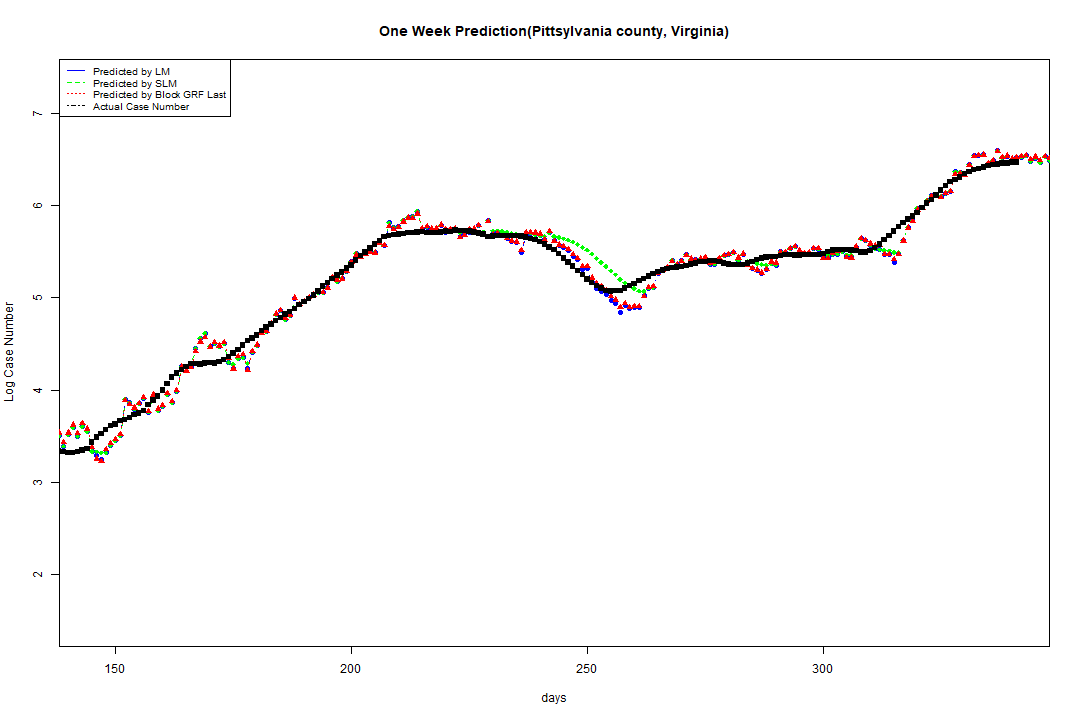 One Week Prediction(Pittsylvania county, Virginia)
Predicted by LM
Predicted by SLM
Predicted by Block GRF Last
Actual Case Number
Log Case Number
7
6
5
4
3
2
150
200
250
300
days